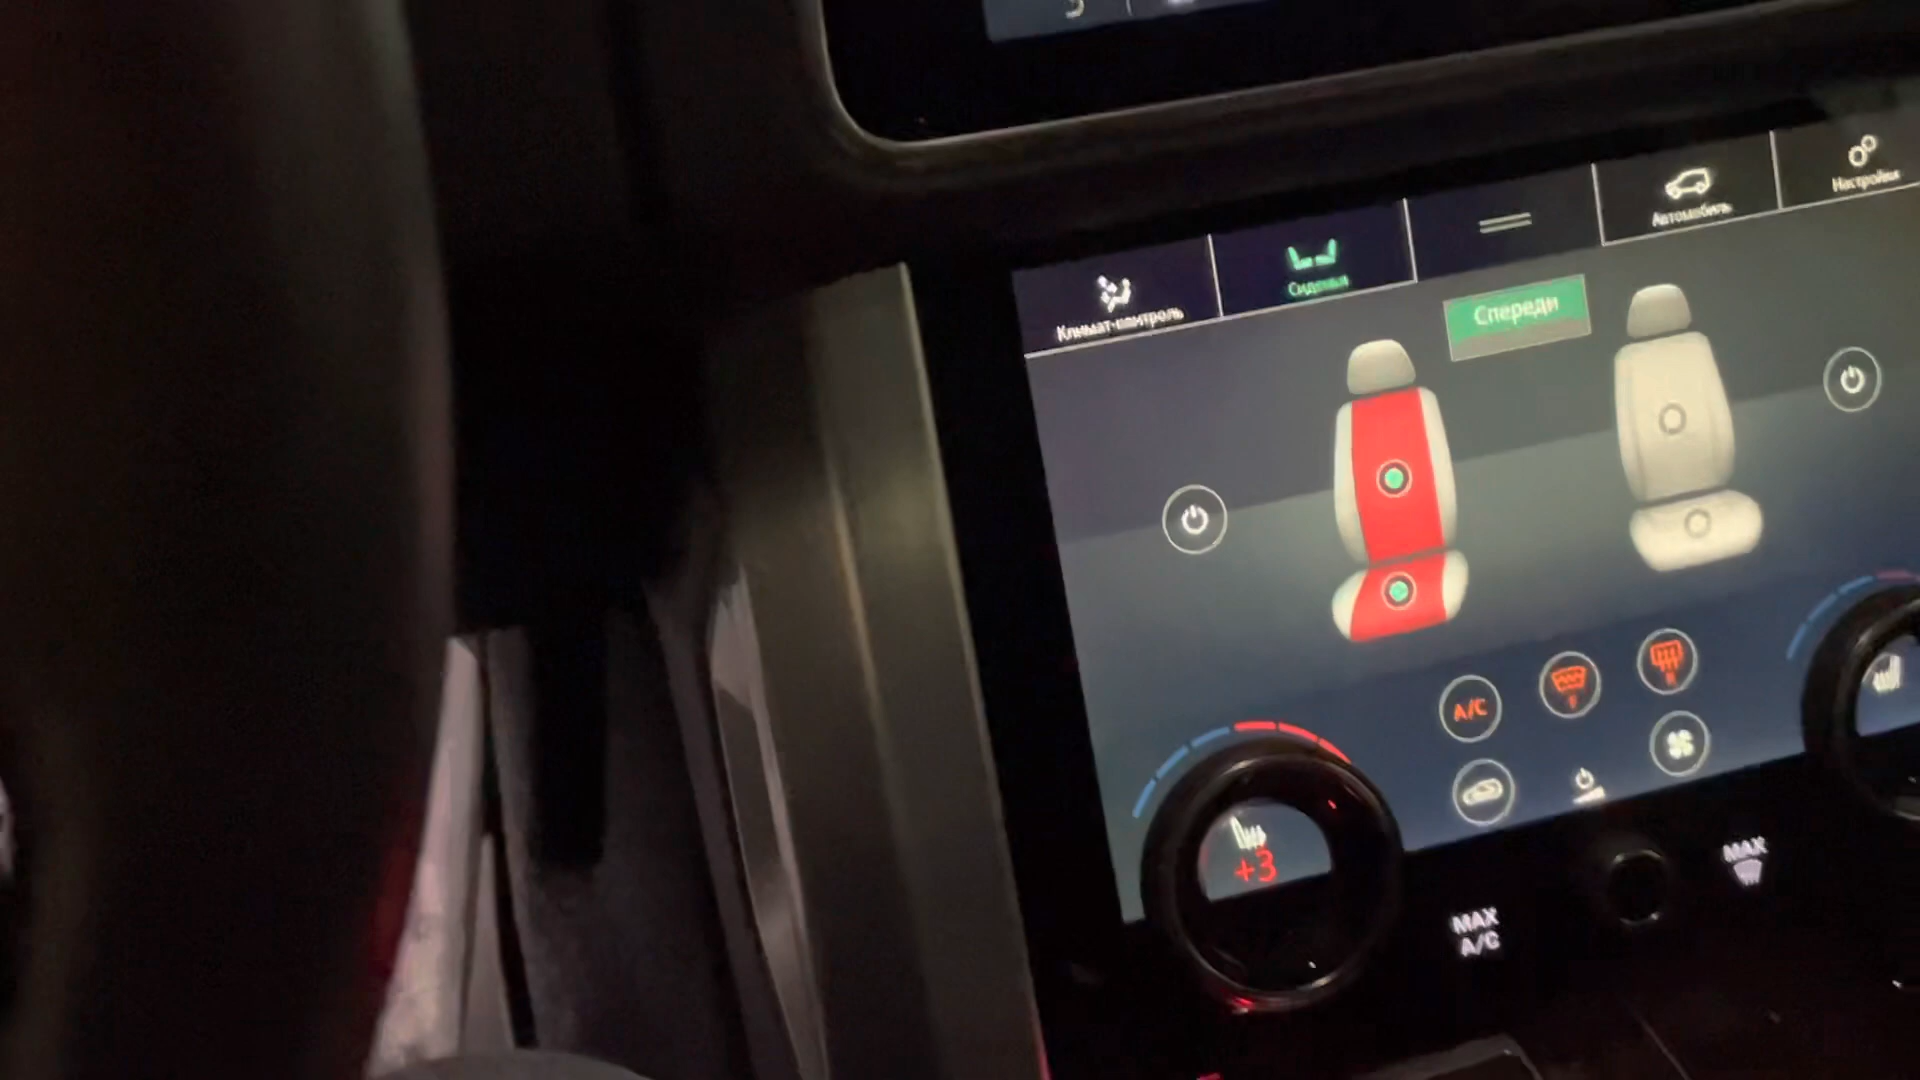 Климат-контроль
Сиденья
Автомобиль
Настройки
Спереди
A/C
+3
MAX
A/C
MAX